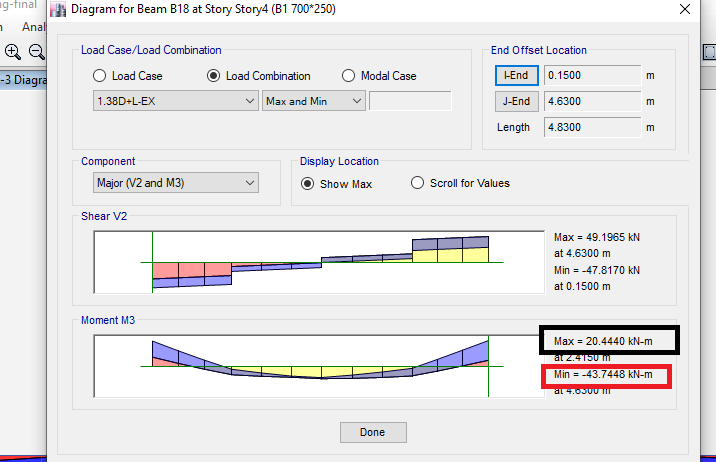 ng-final
Diagram for Beam B18 at Story Story4 (B1 700*250)
Load Case/Load Combination
End Offset Location
Load Case
Load Combination
Modal Case
I-End
0.1500
m
1.38D+L-EX
Max and Min
J-End
4.6300
m
Length
4.8300
m
-3 Diagra
Component
Display Location
Major (V2 and M3)
Show Max
Scroll for Values
Shear V2
Max = 49.1965 kN
at 4.6300 m
Min = -47.8170 kN
at 0.1500 m
Moment M3
Max = 20.4440 kN-m
at 2.4150 m
Min = -43.7448 kN-m
at 4.6300 m
Done